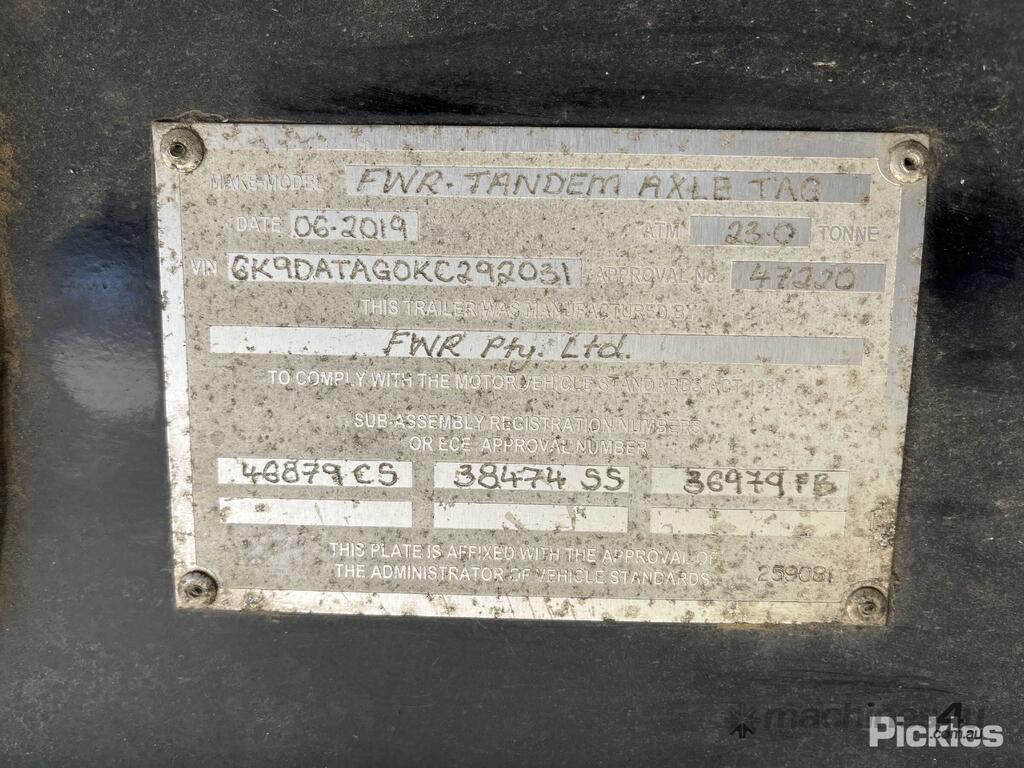 MAKE-MODEL FWR. TANDEM AXLE TAG
DATE 06-2019 ATM 23.0 TONNE
VIN 6K9DATAG0KC292031 APPROVAL No. 47220
THIS TRAILER WAS MANUFACTURED BY
FWR Pty. Ltd.
TO COMPLY WITH THE MOTOR VEHICLE STANDARDS ACT 1989
SUB-ASSEMBLY REGISTRATION NUMBERS
OR ECE APPROVAL NUMBER
46879 CS 38474 SS 36979 FB
THIS PLATE IS AFFIXED WITH THE APPROVAL OF
THE ADMINISTRATOR OF VEHICLE STANDARDS 259081
machines4u
.com.au
Pickles